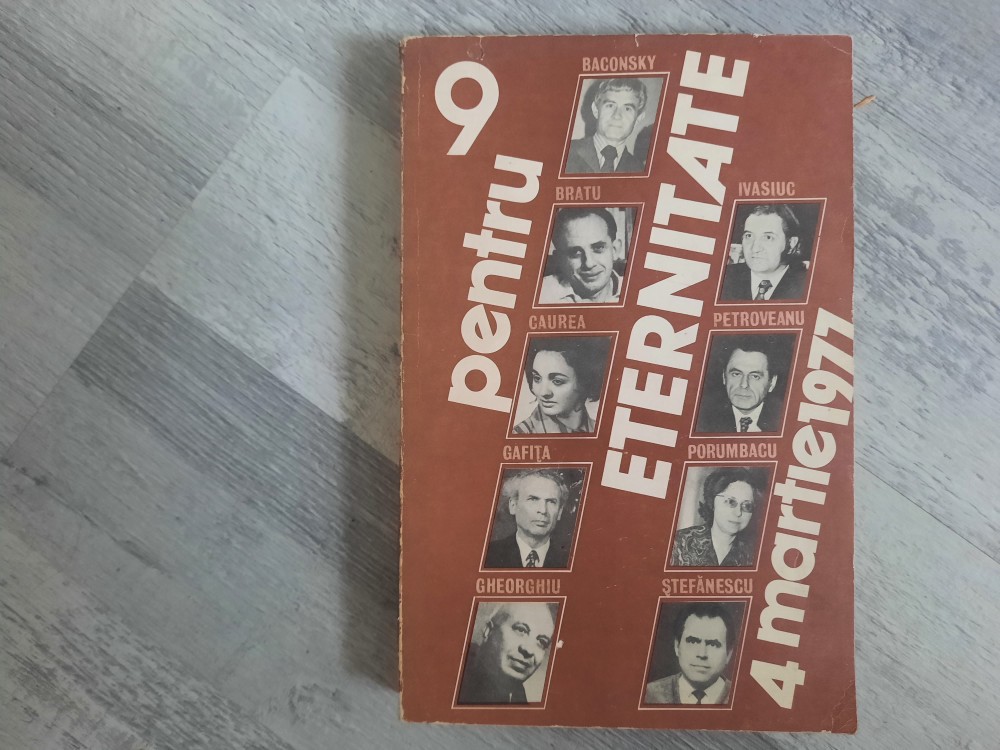 9
pentru
ETERNITATE
4 martie 1977
BACONSKY
BRATU
IVASIUC
CAUREA
PETROVEANU
GAFIȚA
PORUMBACU
GHEORGHIU
ȘTEFĂNESCU